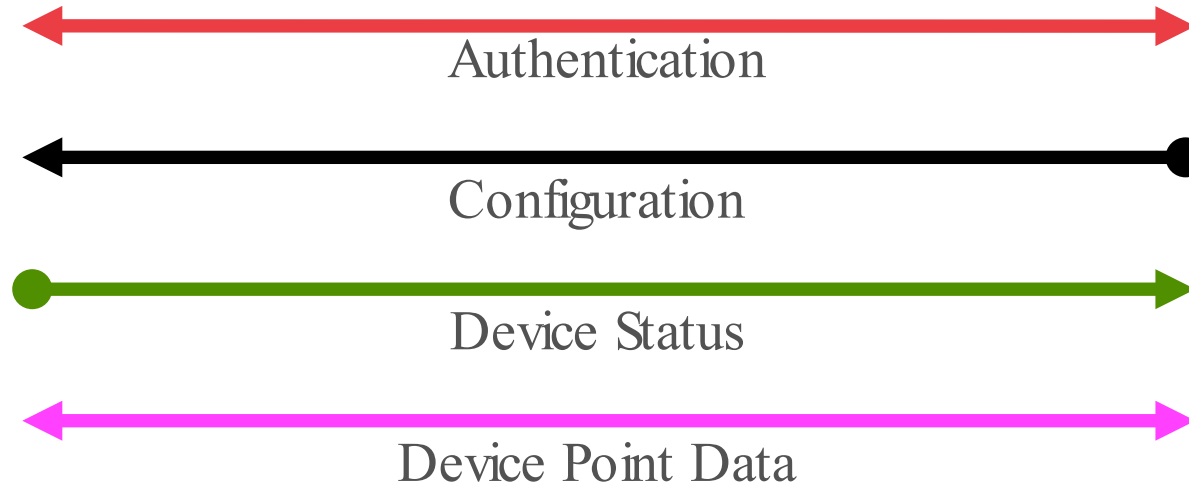 Authentication
Configuration
Device Status
Device Point Data